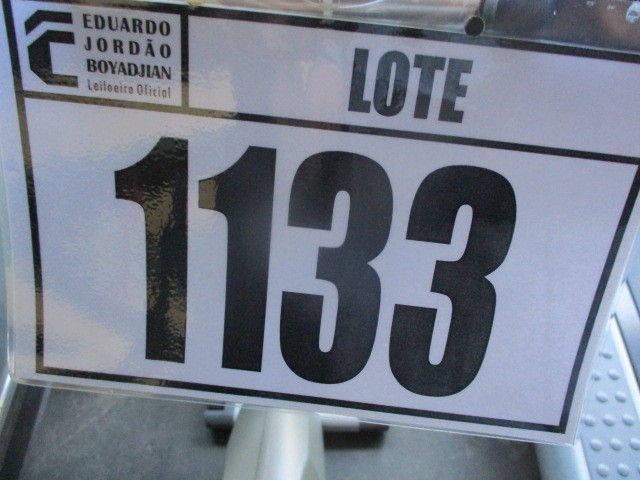 EDUARDO
JORDÃO
BOYADJIAN
Leiloeiro Oficial
LOTE
1133